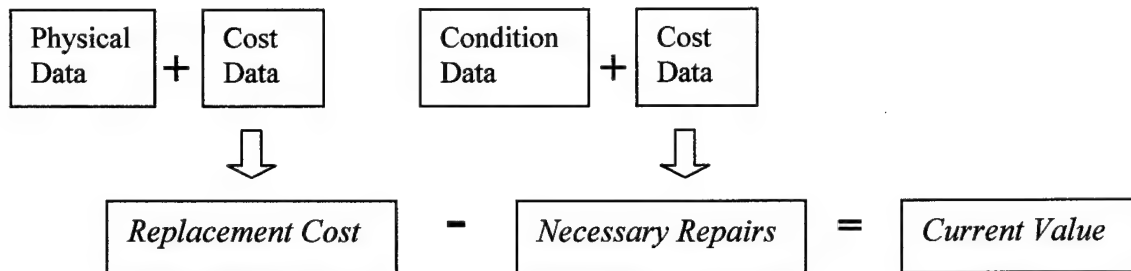 Physical Data + Cost Data
Condition Data + Cost Data
Replacement Cost - Necessary Repairs = Current Value